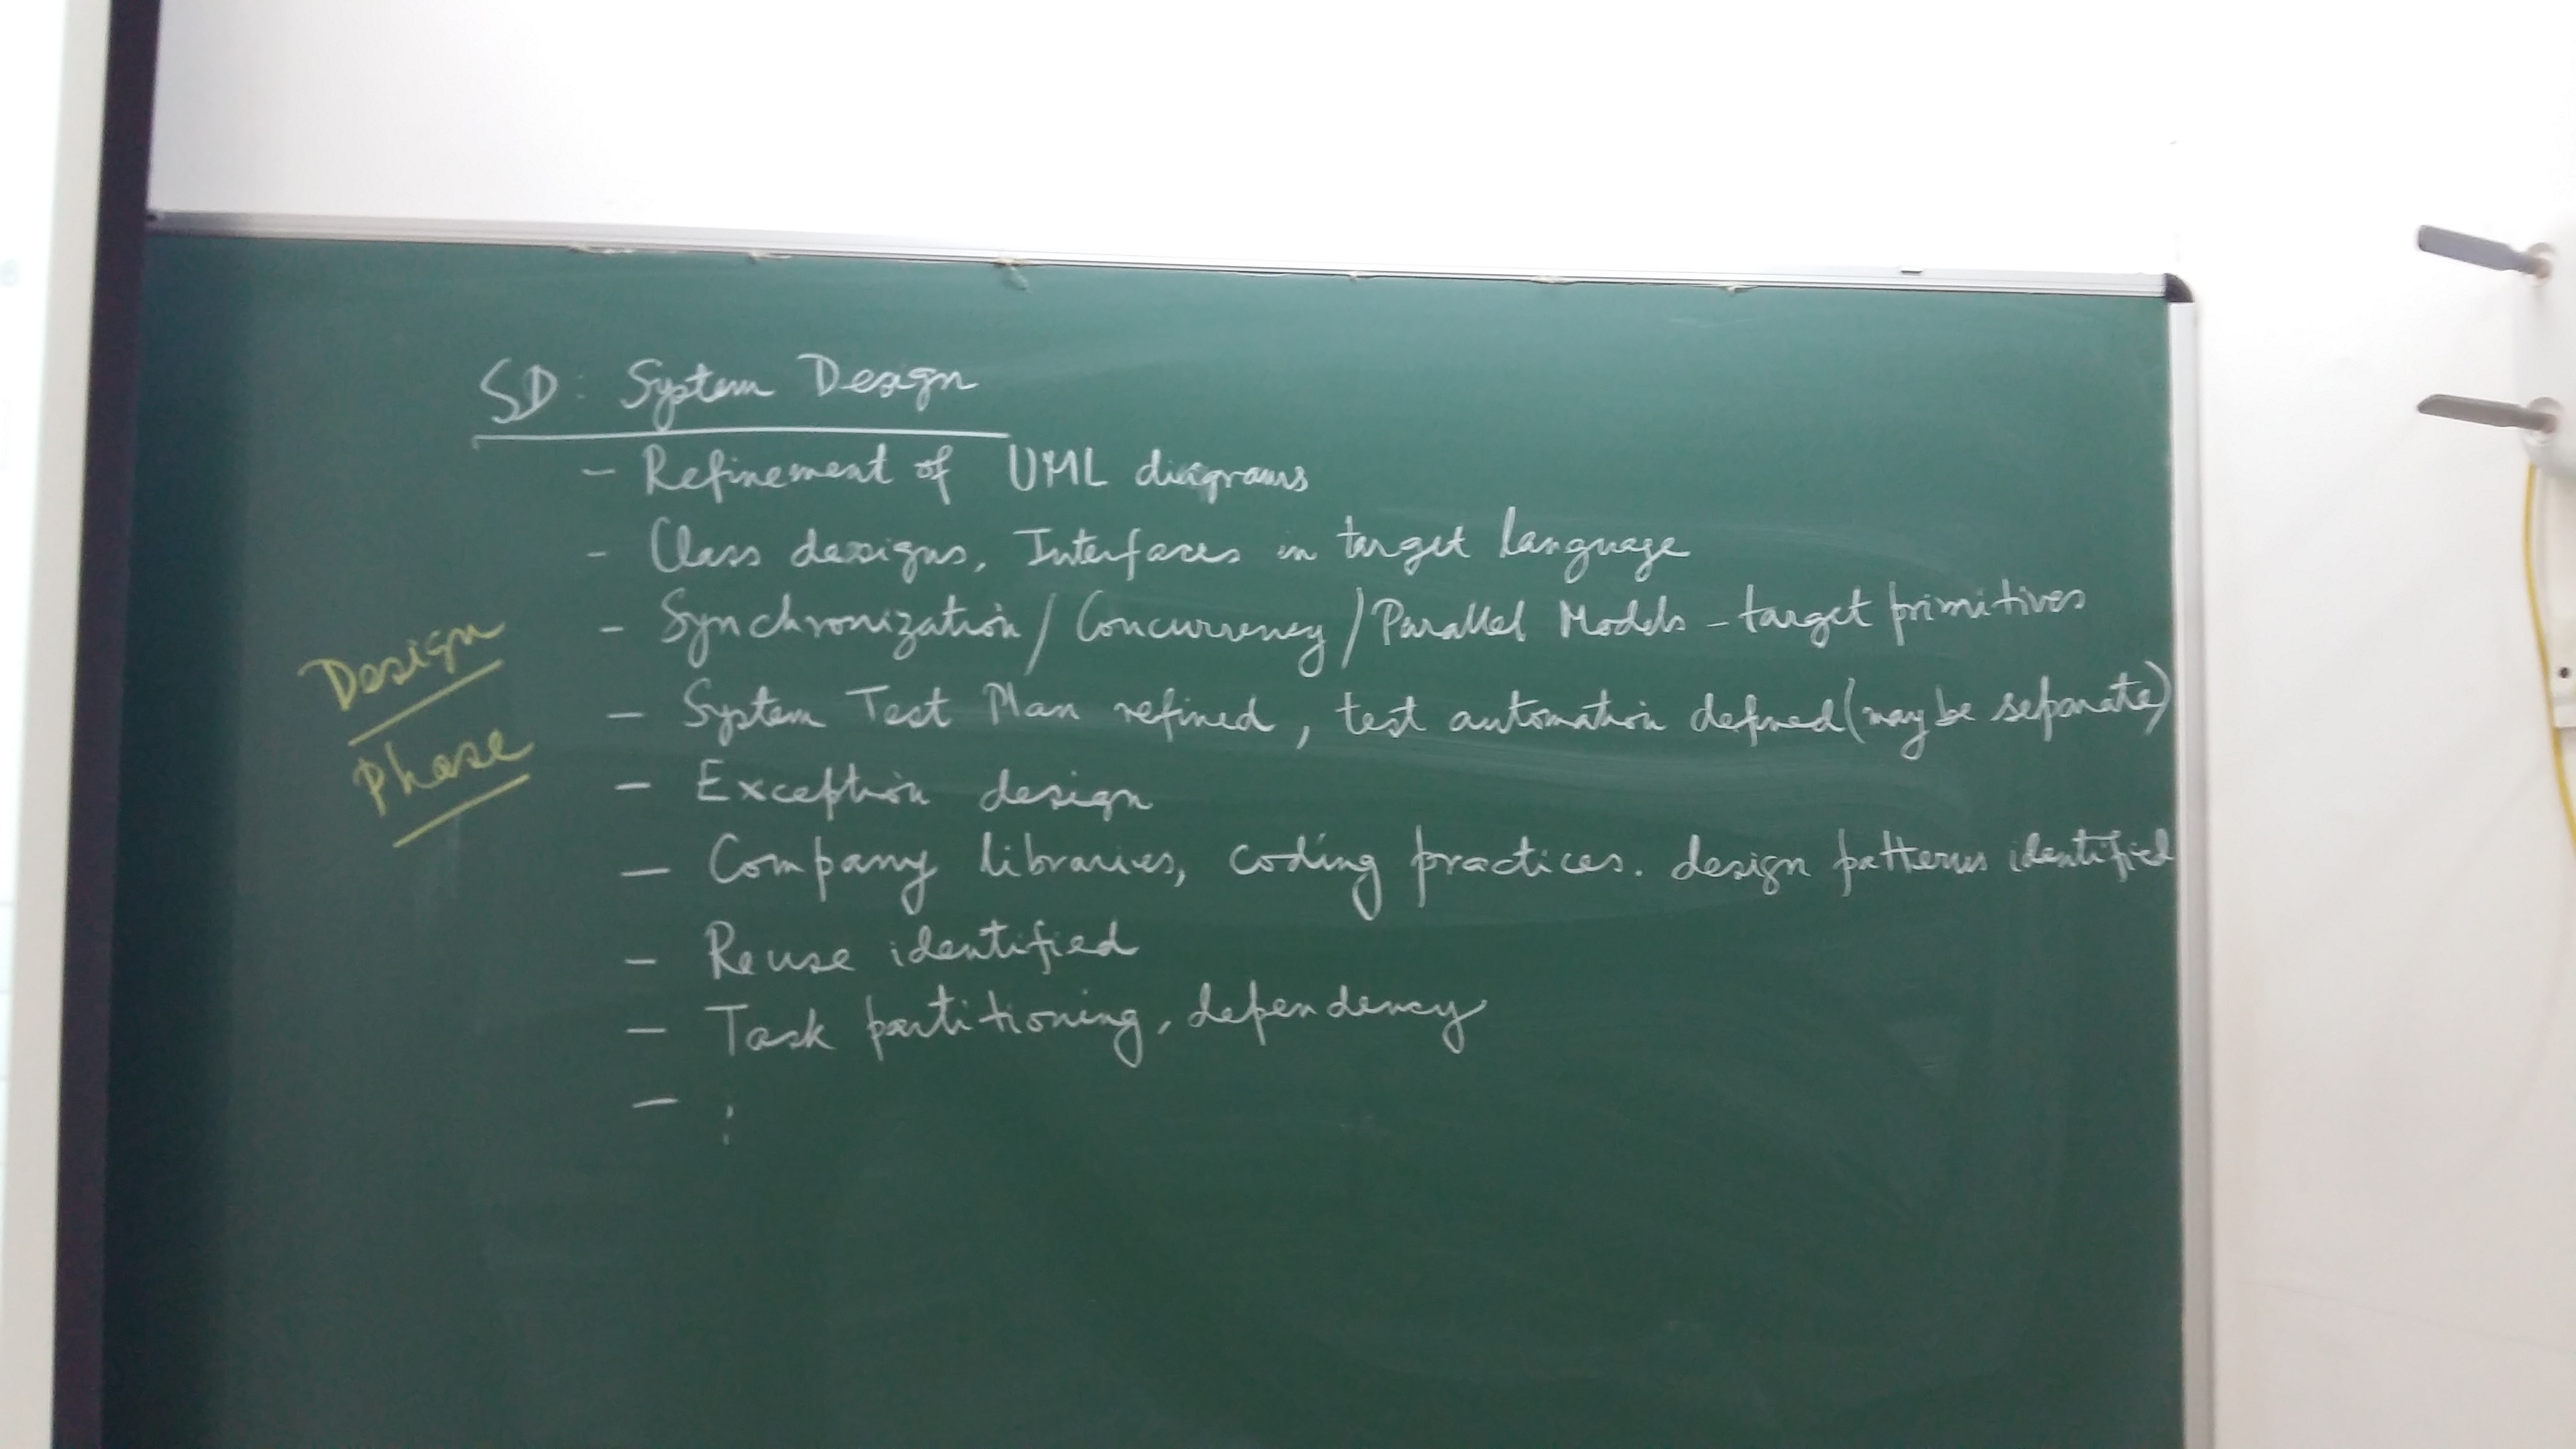 SD: System Design
- Refinement of UML diagrams
- Class designs, Interfaces in target language
- Synchronization / Concurrency / Parallel Models - target primitives
- System Test Plan refined, test automation defined (may be separate)
- Exception design
- Company libraries, coding practices. design patterns identified
- Reuse identified
- Task partitioning, dependency
- :
Design
Phase